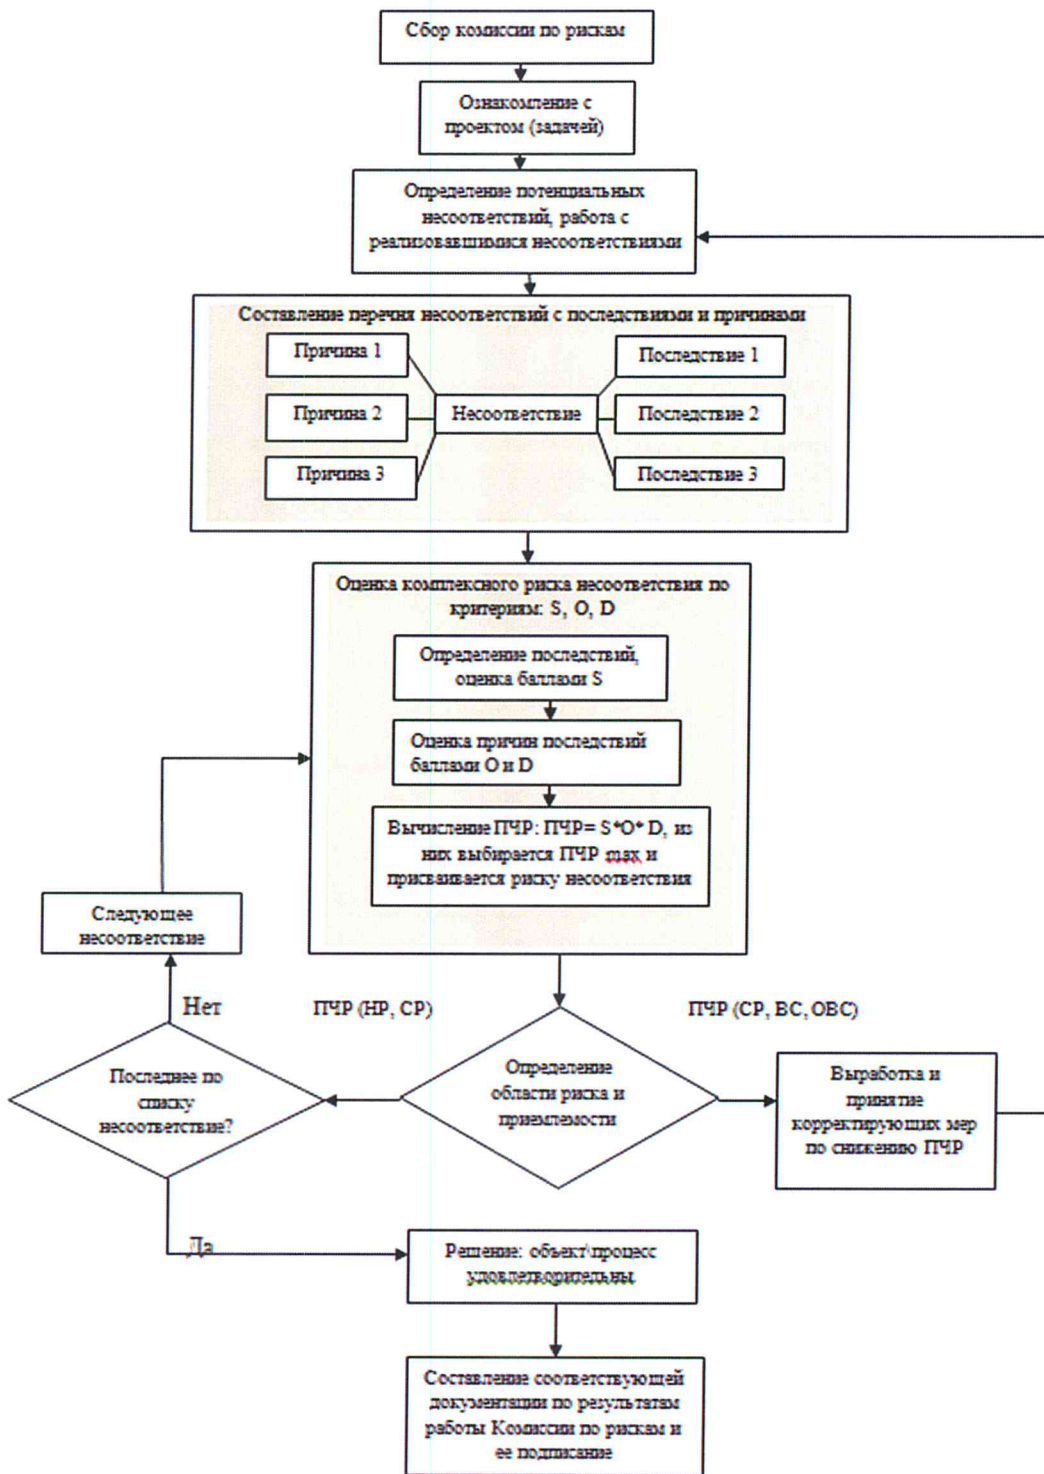 Сбор комиссии по рискам
Ознакомление с
проектом (задачей)
Определение потенциальных
несоответствий, работа с
реализовавшимися несоответствиями
Составление перечня несоответствий с последствиями и причинами
Причина 1
Последствие 1
Причина 2
Несоответствие
Последствие 2
Причина 3
Последствие 3
Оценка комплексного риска несоответствия по
критериям: S, O, D
Определение последствий,
оценка баллами S
Оценка причин последствий
баллами O и D
Вычисление ПЧР: ПЧР= S*O* D, из
них выбирается ПЧР max и
присваивается риску несоответствия
Следующее
несоответствие
Нет
ПЧР (НР, СР)
ПЧР (СР, ВС, ОВС)
Последнее по
списку
несоответствие?
Определение
области риска и
приемлемости
Выработка и
принятие
корректирующих мер
по снижению ПЧР
Да
Решение: объект\процесс
удовлетворительны.
Составление соответствующей
документации по результатам
работы Комиссии по рискам и
ее подписание